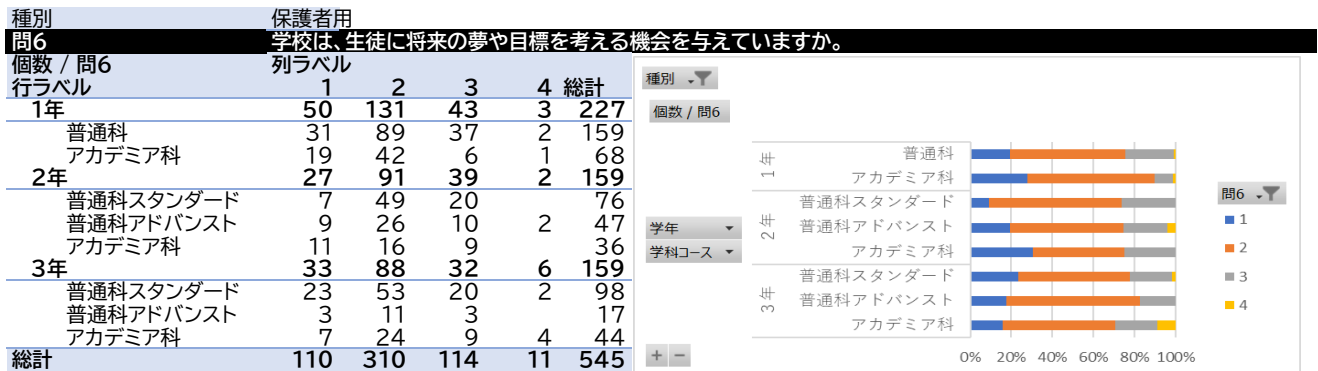 種別 保護者用
問6 学校は、生徒に将来の夢や目標を考える機会を与えていますか。
個数 / 問6 列ラベル
行ラベル 1 2 3 4 総計
1年 50 131 43 3 227
普通科 31 89 37 2 159
アカデミア科 19 42 6 1 68
2年 27 91 39 2 159
普通科スタンダード 7 49 20 76
普通科アドバンスト 9 26 10 2 47
アカデミア科 11 16 9 36
3年 33 88 32 6 159
普通科スタンダード 23 53 20 2 98
普通科アドバンスト 3 11 3 17
アカデミア科 7 24 9 4 44
総計 110 310 114 11 545
種別
個数 / 問6
学年
学科コース
1年
普通科
アカデミア科
2年
普通科スタンダード
普通科アドバンスト
アカデミア科
3年
普通科スタンダード
普通科アドバンスト
アカデミア科
0% 20% 40% 60% 80% 100%
問6
1
2
3
4